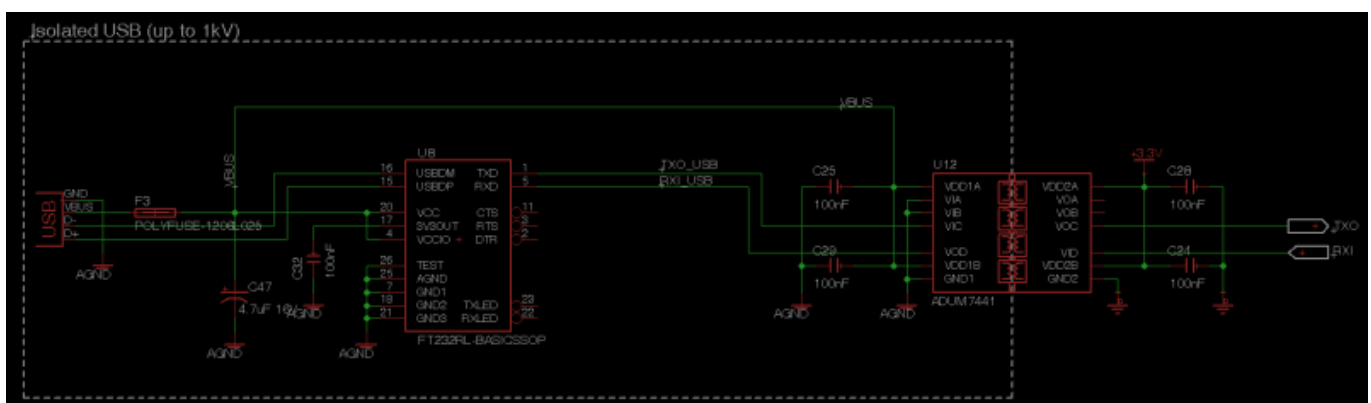 Isolated USB (up to 1kV)
VBUS
VBUS
USB
GND
VBUS
D-
D+
AGND
F3
POLYFUSE-1206L025
C47
4.7uF 16V
AGND
C32
100nF
AGND
AGND
U8
16 USBDM TXD 1
15 USBDP RXD 5
20 VCC CTS 11
17 3V3OUT RTS 3
4 VCCIO DTR 2
26 TEST
25 AGND
7 GND1
18 GND2 TXLED 23
21 GND3 RXLED 22
FT232RL-BASICSSOP
TXO_USB
RXI_USB
C25
100nF
C29
100nF
AGND
AGND
U12
VDD1A VDD2A
VIA VOA
VIB VOB
VIC VOC
VOD VID
VDD1B VDD2B
GND1 GND2
ADUM7441
+3.3V
C28
100nF
C24
100nF
TXO
RXI